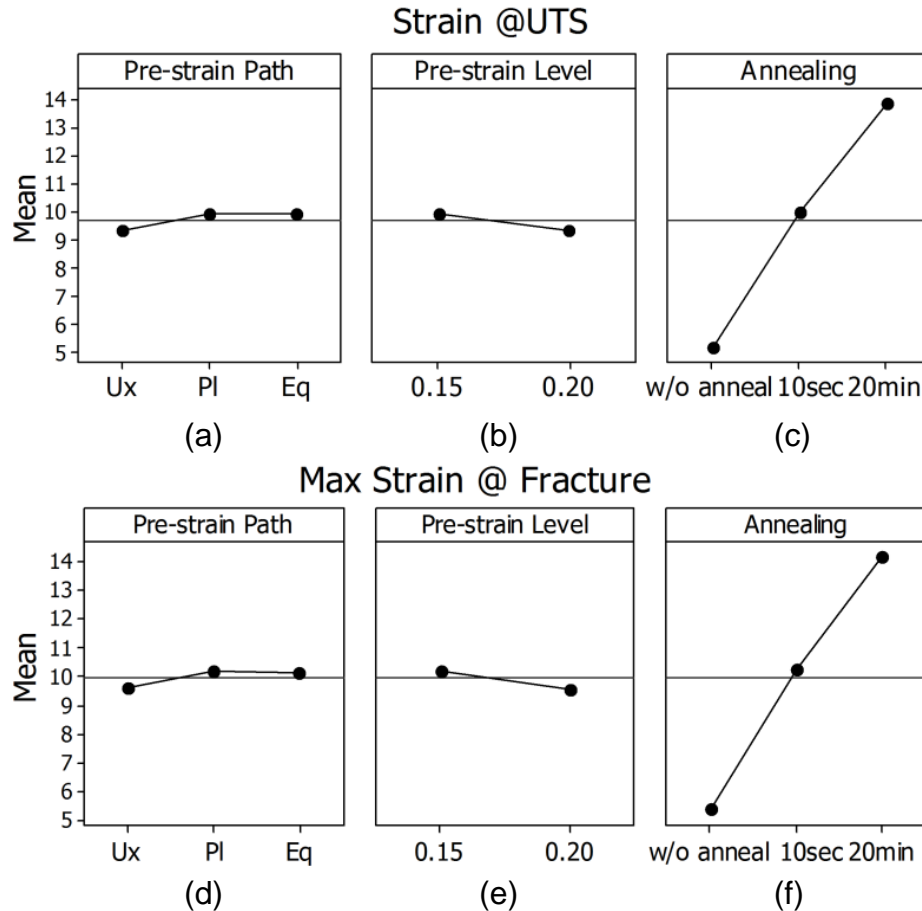 Strain @UTS
Pre-strain Path Pre-strain Level Annealing
14
13
12
11
10
9
8
7
6
5
Mean
Ux Pl Eq 0.15 0.20 w/o anneal 10sec 20min
(a) (b) (c)
Max Strain @ Fracture
Pre-strain Path Pre-strain Level Annealing
14
13
12
11
10
9
8
7
6
5
Mean
Ux Pl Eq 0.15 0.20 w/o anneal 10sec 20min
(d) (e) (f)